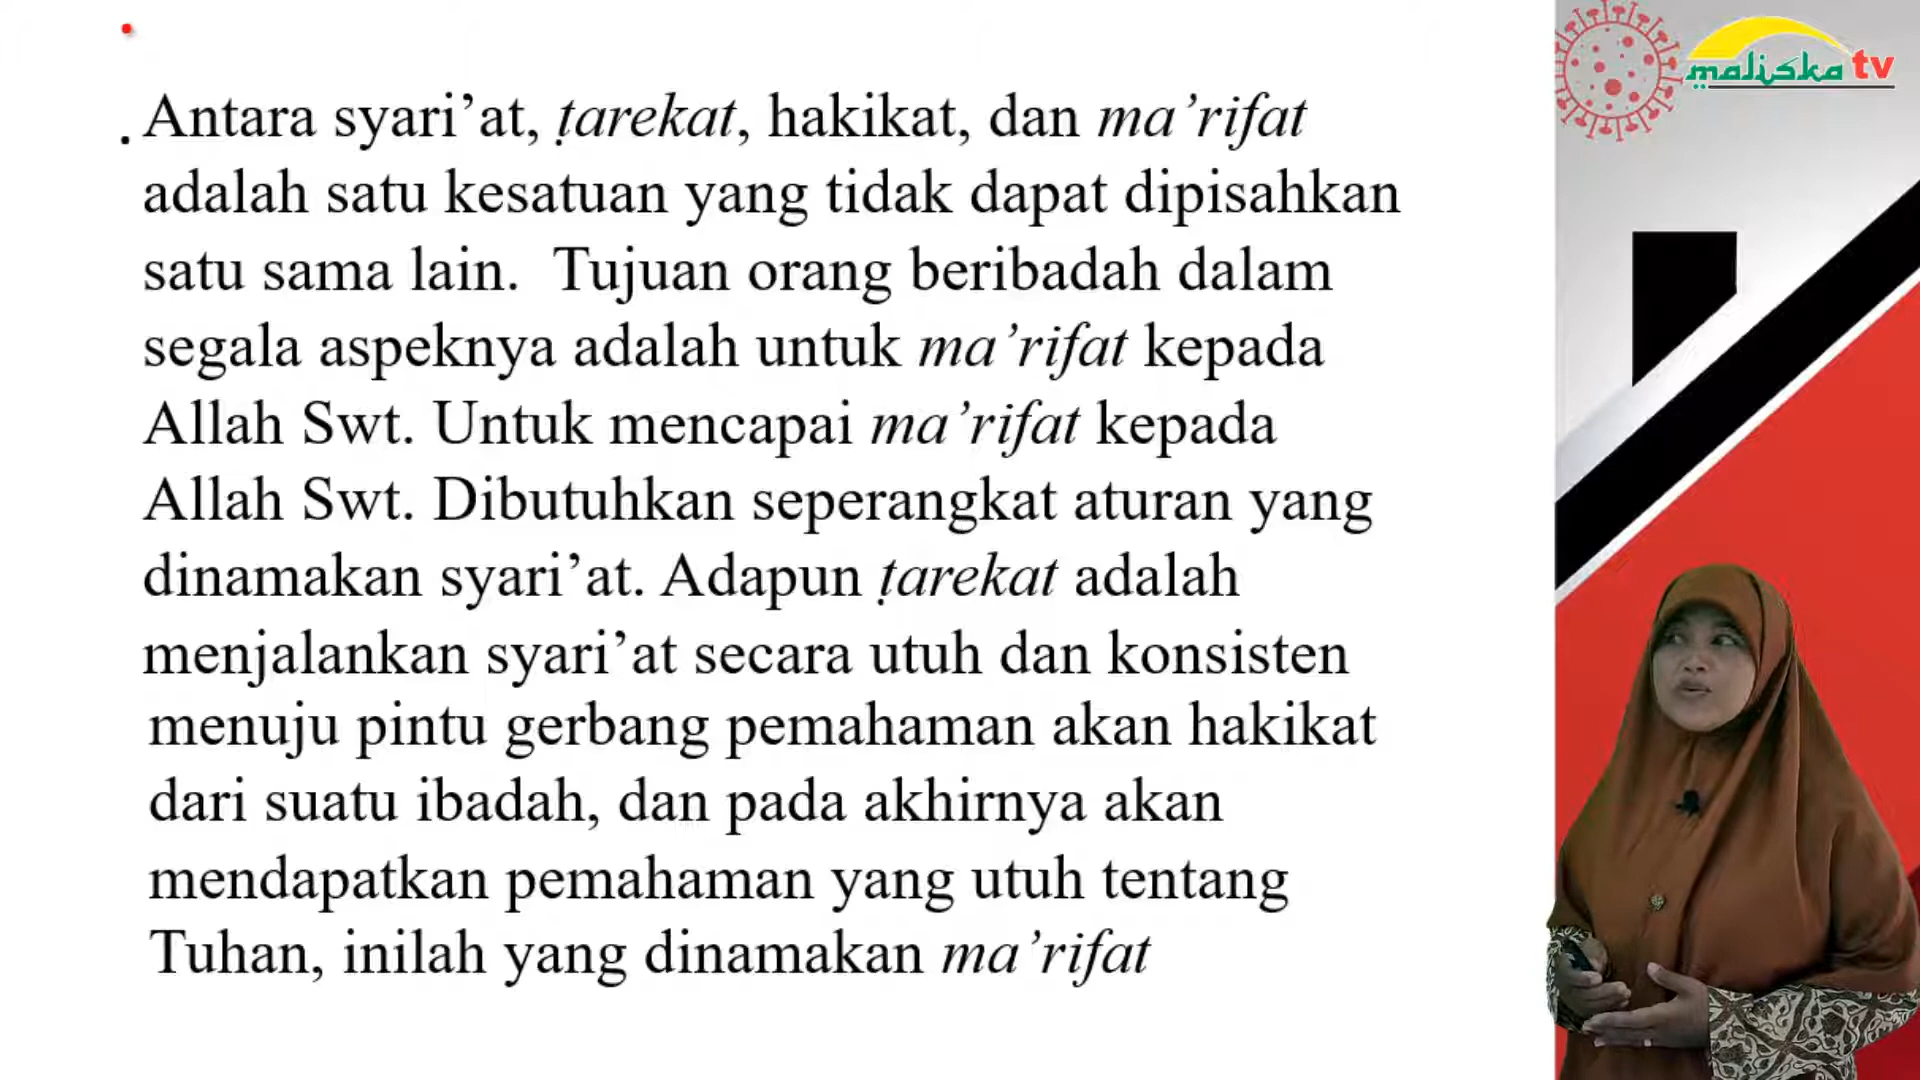 maliska tv
. Antara syari’at, ṭarekat, hakikat, dan ma’rifat
adalah satu kesatuan yang tidak dapat dipisahkan
satu sama lain.  Tujuan orang beribadah dalam
segala aspeknya adalah untuk ma’rifat kepada
Allah Swt. Untuk mencapai ma’rifat kepada
Allah Swt. Dibutuhkan seperangkat aturan yang
dinamakan syari’at. Adapun ṭarekat adalah
menjalankan syari’at secara utuh dan konsisten
menuju pintu gerbang pemahaman akan hakikat
dari suatu ibadah, dan pada akhirnya akan
mendapatkan pemahaman yang utuh tentang
Tuhan, inilah yang dinamakan ma’rifat